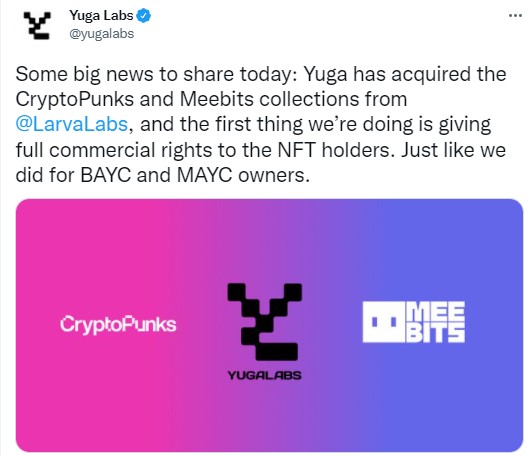 Yuga Labs
@yugalabs
Some big news to share today: Yuga has acquired the
CryptoPunks and Meebits collections from
@LarvaLabs, and the first thing we're doing is giving
full commercial rights to the NFT holders. Just like we
did for BAYC and MAYC owners.
CryptoPunks
YUGALABS
MEE
BITS